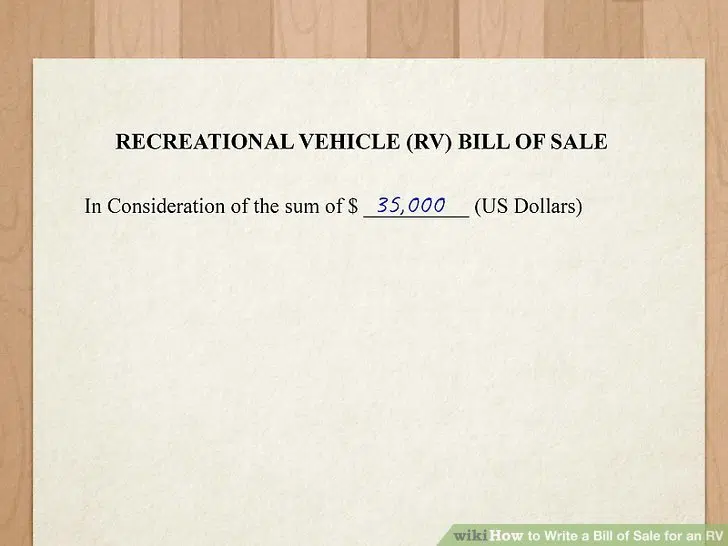 RECREATIONAL VEHICLE (RV) BILL OF SALE
In Consideration of the sum of $ 35,000 (US Dollars)
wikiHow to Write a Bill of Sale for an RV